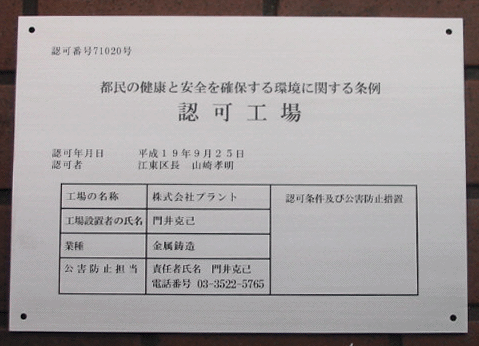 認可番号71020号
都民の健康と安全を確保する環境に関する条例
認可工場
認可年月日 平成19年9月25日
認可者 江東区長 山崎孝明
工場の名称 株式会社プラント
工場設置者の氏名 門井克己
業種 金属鋳造
公害防止担当 責任者氏名 門井克己
電話番号 03-3522-5765
認可条件及び公害防止措置